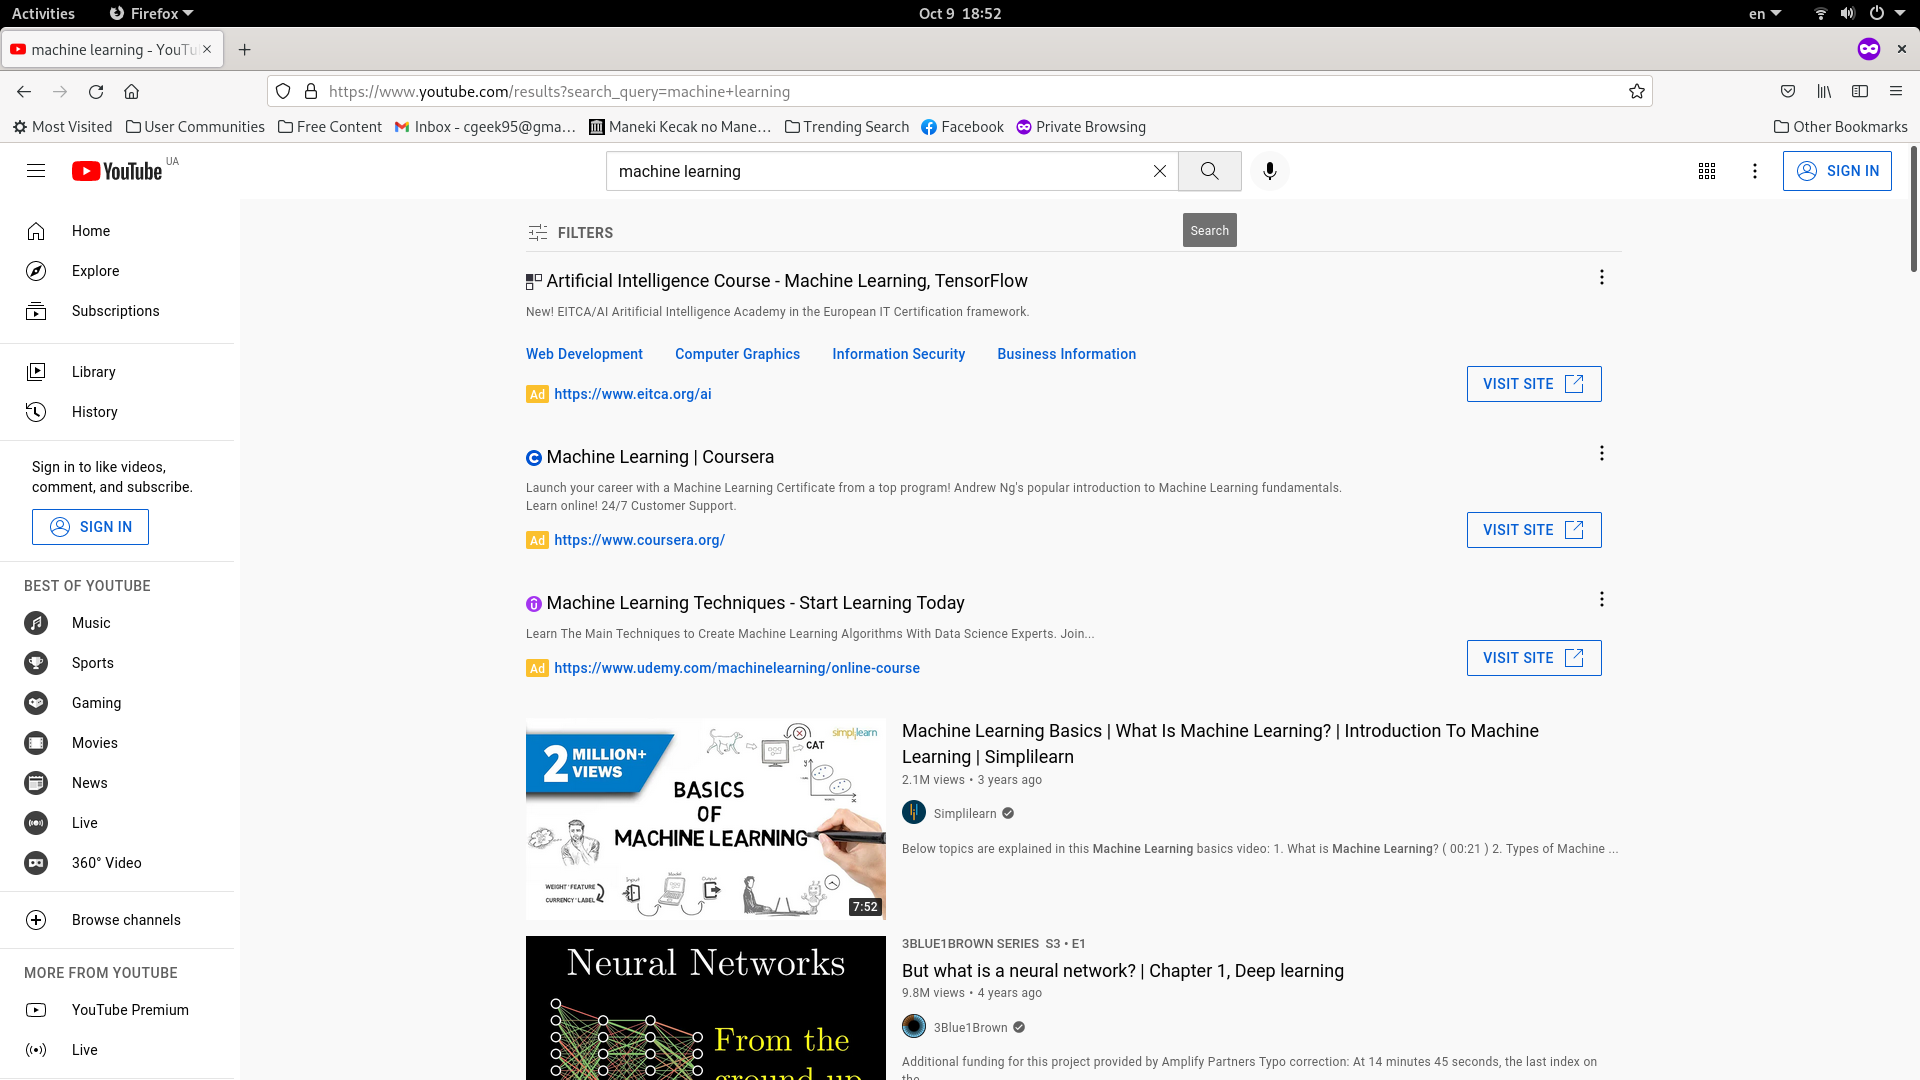 Activities
Firefox
Oct 9 18:52
en
machine learning - YouTu
https://www.youtube.com/results?search_query=machine+learning
Most Visited
User Communities
Free Content
Inbox - cgeek95@gma...
Maneki Kecak no Mane...
Trending Search
Facebook
Private Browsing
Other Bookmarks
YouTube UA
machine learning
SIGN IN
Search
Home
Explore
Subscriptions
Library
History
Sign in to like videos,
comment, and subscribe.
SIGN IN
BEST OF YOUTUBE
Music
Sports
Gaming
Movies
News
Live
360° Video
Browse channels
MORE FROM YOUTUBE
YouTube Premium
Live
FILTERS
Artificial Intelligence Course - Machine Learning, TensorFlow
New! EITCA/AI Aritificial Intelligence Academy in the European IT Certification framework.
Web Development
Computer Graphics
Information Security
Business Information
Ad https://www.eitca.org/ai
VISIT SITE
Machine Learning | Coursera
Launch your career with a Machine Learning Certificate from a top program! Andrew Ng's popular introduction to Machine Learning fundamentals.
Learn online! 24/7 Customer Support.
Ad https://www.coursera.org/
VISIT SITE
Machine Learning Techniques - Start Learning Today
Learn The Main Techniques to Create Machine Learning Algorithms With Data Science Experts. Join...
Ad https://www.udemy.com/machinelearning/online-course
VISIT SITE
2 MILLION+
VIEWS
CAT
simplilearn
BASICS
OF
MACHINE LEARNING
WEIGHT * FEATURE
CURRENCY * LABEL
Input
Model
Output
7:52
Machine Learning Basics | What Is Machine Learning? | Introduction To Machine
Learning | Simplilearn
2.1M views • 3 years ago
Simplilearn
Below topics are explained in this Machine Learning basics video: 1. What is Machine Learning? ( 00:21 ) 2. Types of Machine ...
Neural Networks
From the
ground up
3BLUE1BROWN SERIES S3 • E1
But what is a neural network? | Chapter 1, Deep learning
9.8M views • 4 years ago
3Blue1Brown
Additional funding for this project provided by Amplify Partners Typo correction: At 14 minutes 45 seconds, the last index on
the...